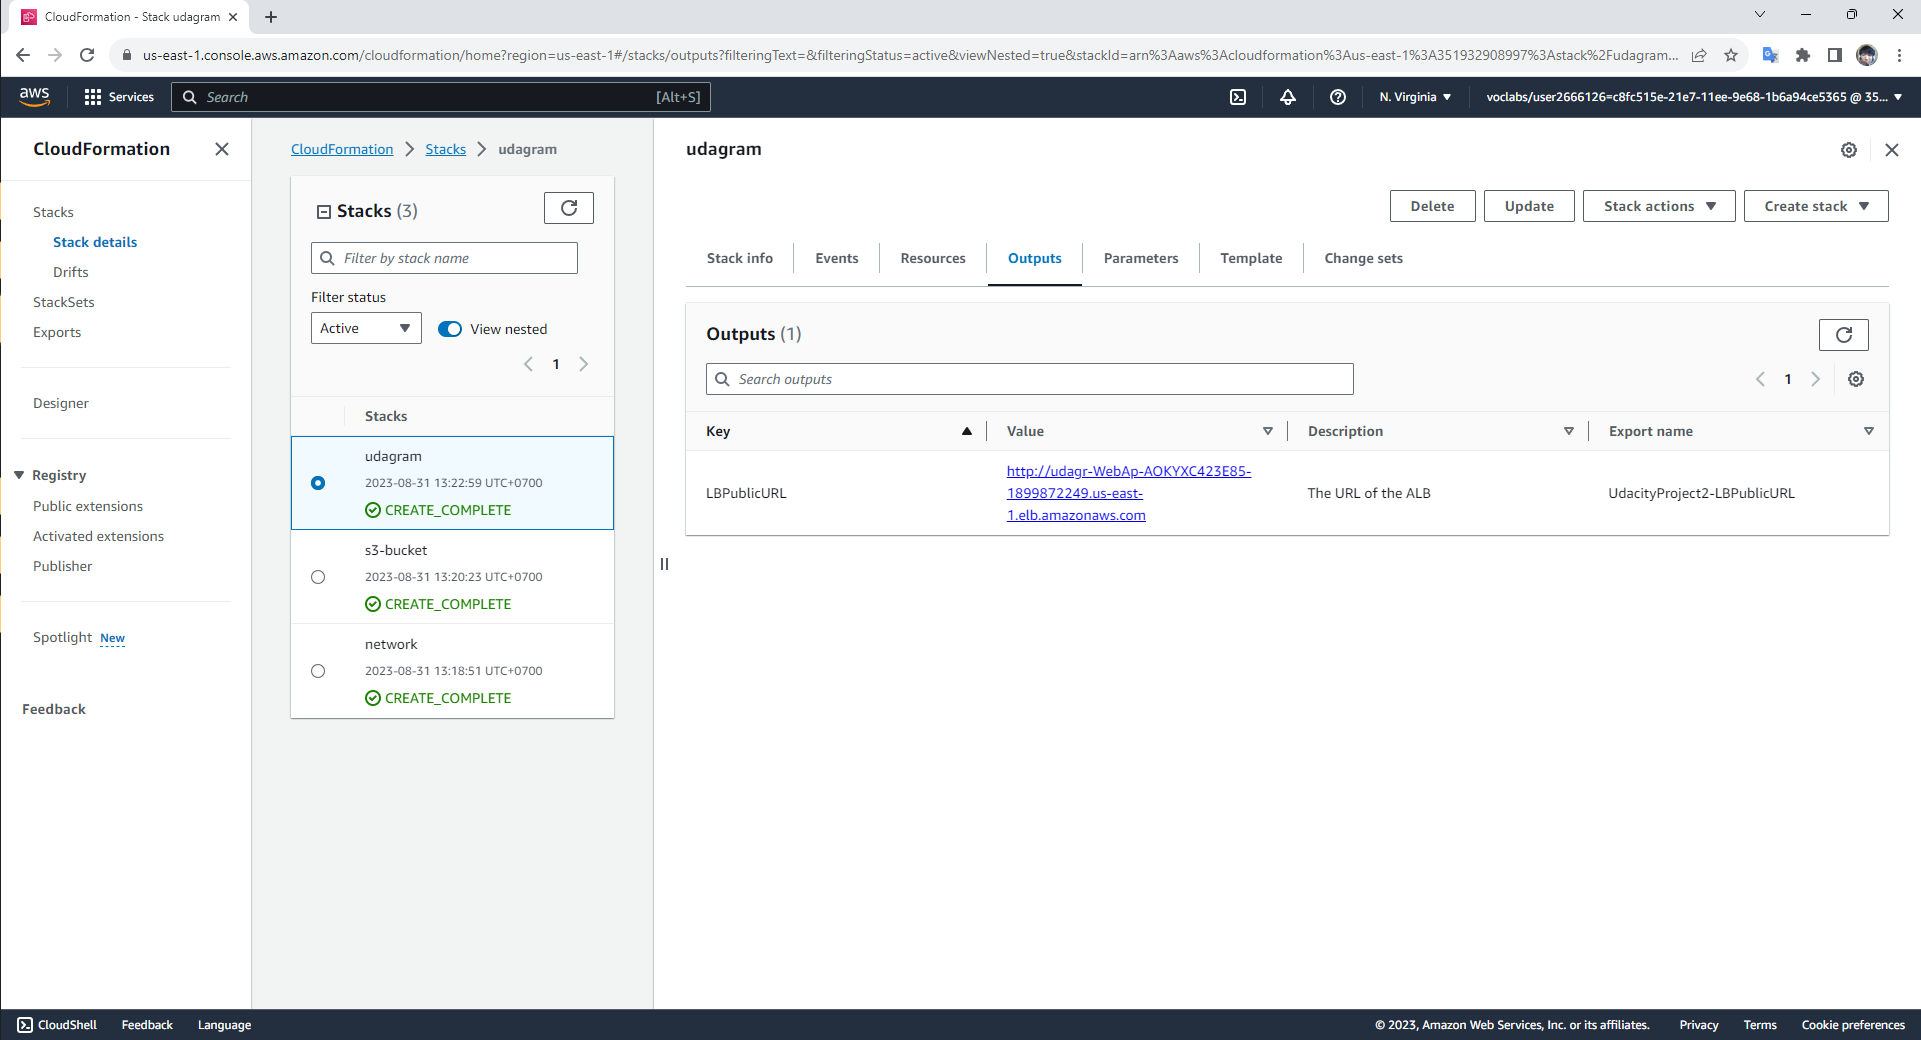 CloudFormation - Stack udagram
us-east-1.console.aws.amazon.com/cloudformation/home?region=us-east-1#/stacks/outputs?filteringText=&filteringStatus=active&viewNested=true&stackId=arn%3Aaws%3Acloudformation%3Aus-east-1%3A351932908997%3Astack%2Fudagram...
aws
Services
Search
[Alt+S]
N. Virginia
voclabs/user2666126=c8fc515e-21e7-11ee-9e68-1b6a94ce5365 @ 35...
CloudFormation
Stacks
Stack details
Drifts
StackSets
Exports
Designer
Registry
Public extensions
Activated extensions
Publisher
Spotlight New
Feedback
CloudFormation
Stacks
udagram
Stacks (3)
Filter by stack name
Filter status
Active
View nested
1
Stacks
udagram
2023-08-31 13:22:59 UTC+0700
CREATE_COMPLETE
s3-bucket
2023-08-31 13:20:23 UTC+0700
CREATE_COMPLETE
network
2023-08-31 13:18:51 UTC+0700
CREATE_COMPLETE
udagram
Delete
Update
Stack actions
Create stack
Stack info
Events
Resources
Outputs
Parameters
Template
Change sets
Outputs (1)
Search outputs
1
Key
Value
Description
Export name
LBPublicURL
http://udagr-WebAp-AOKYXC423E85-
1899872249.us-east-
1.elb.amazonaws.com
The URL of the ALB
UdacityProject2-LBPublicURL
CloudShell
Feedback
Language
© 2023, Amazon Web Services, Inc. or its affiliates.
Privacy
Terms
Cookie preferences